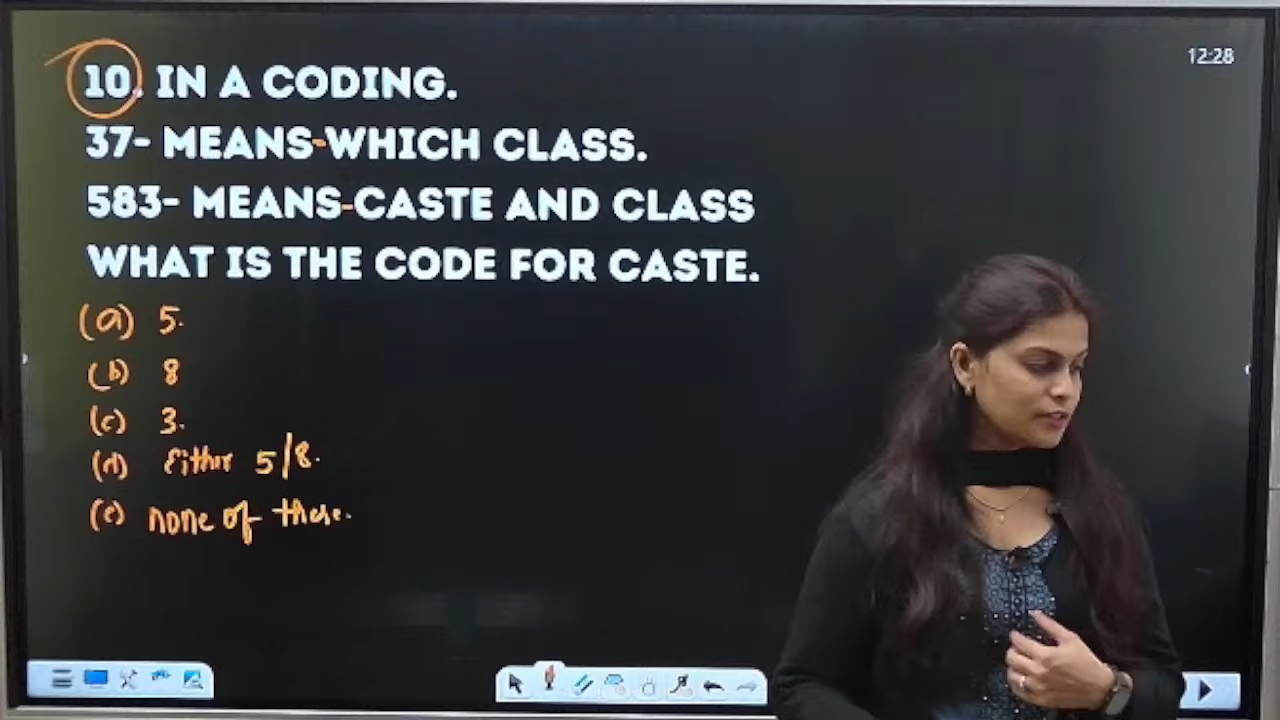 12:28
10. IN A CODING.
37- MEANS-WHICH CLASS.
583- MEANS-CASTE AND CLASS
WHAT IS THE CODE FOR CASTE.
(a) 5.
(b) 8
(c) 3.
(d) Either 5/8.
(e) none of these.